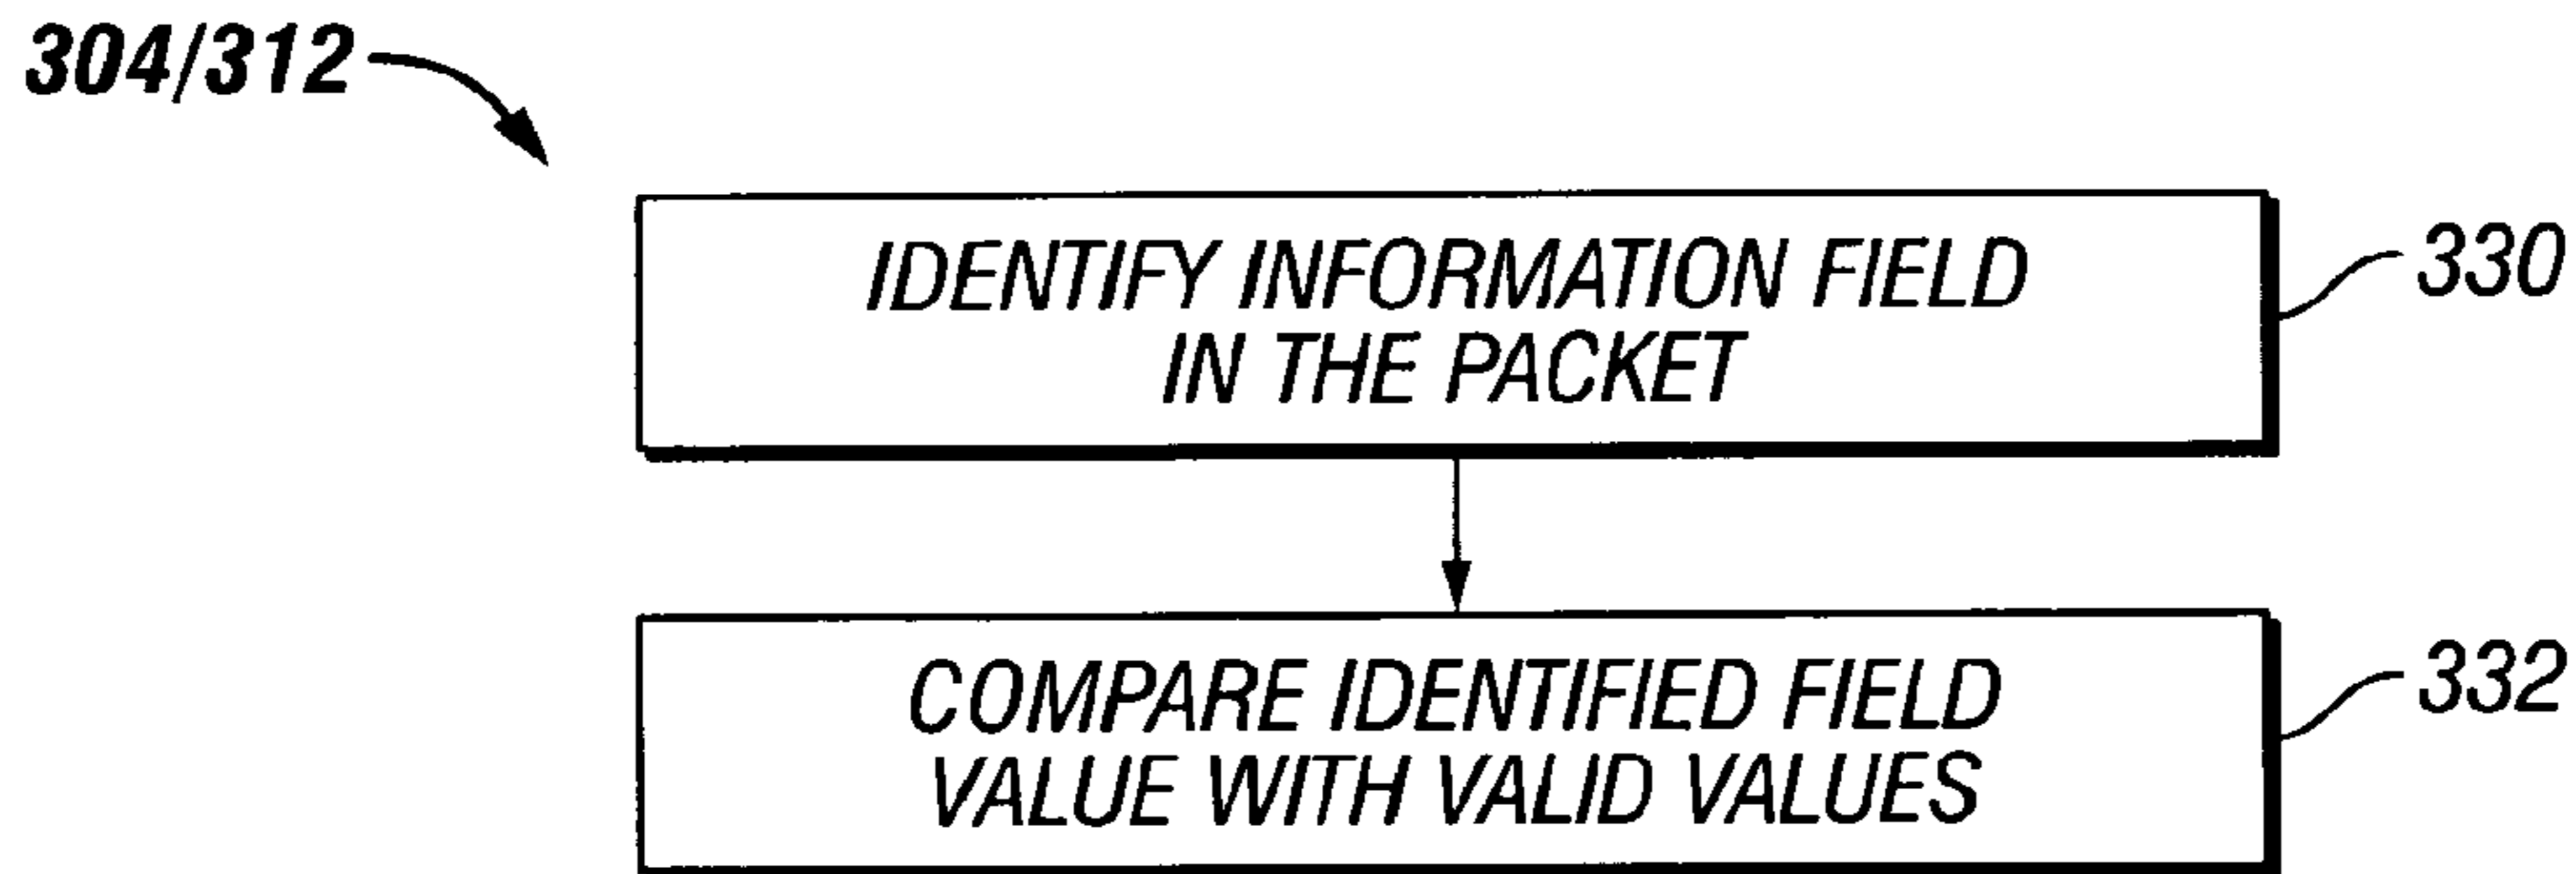 304/312
IDENTIFY INFORMATION FIELD
IN THE PACKET
330
COMPARE IDENTIFIED FIELD
VALUE WITH VALID VALUES
332